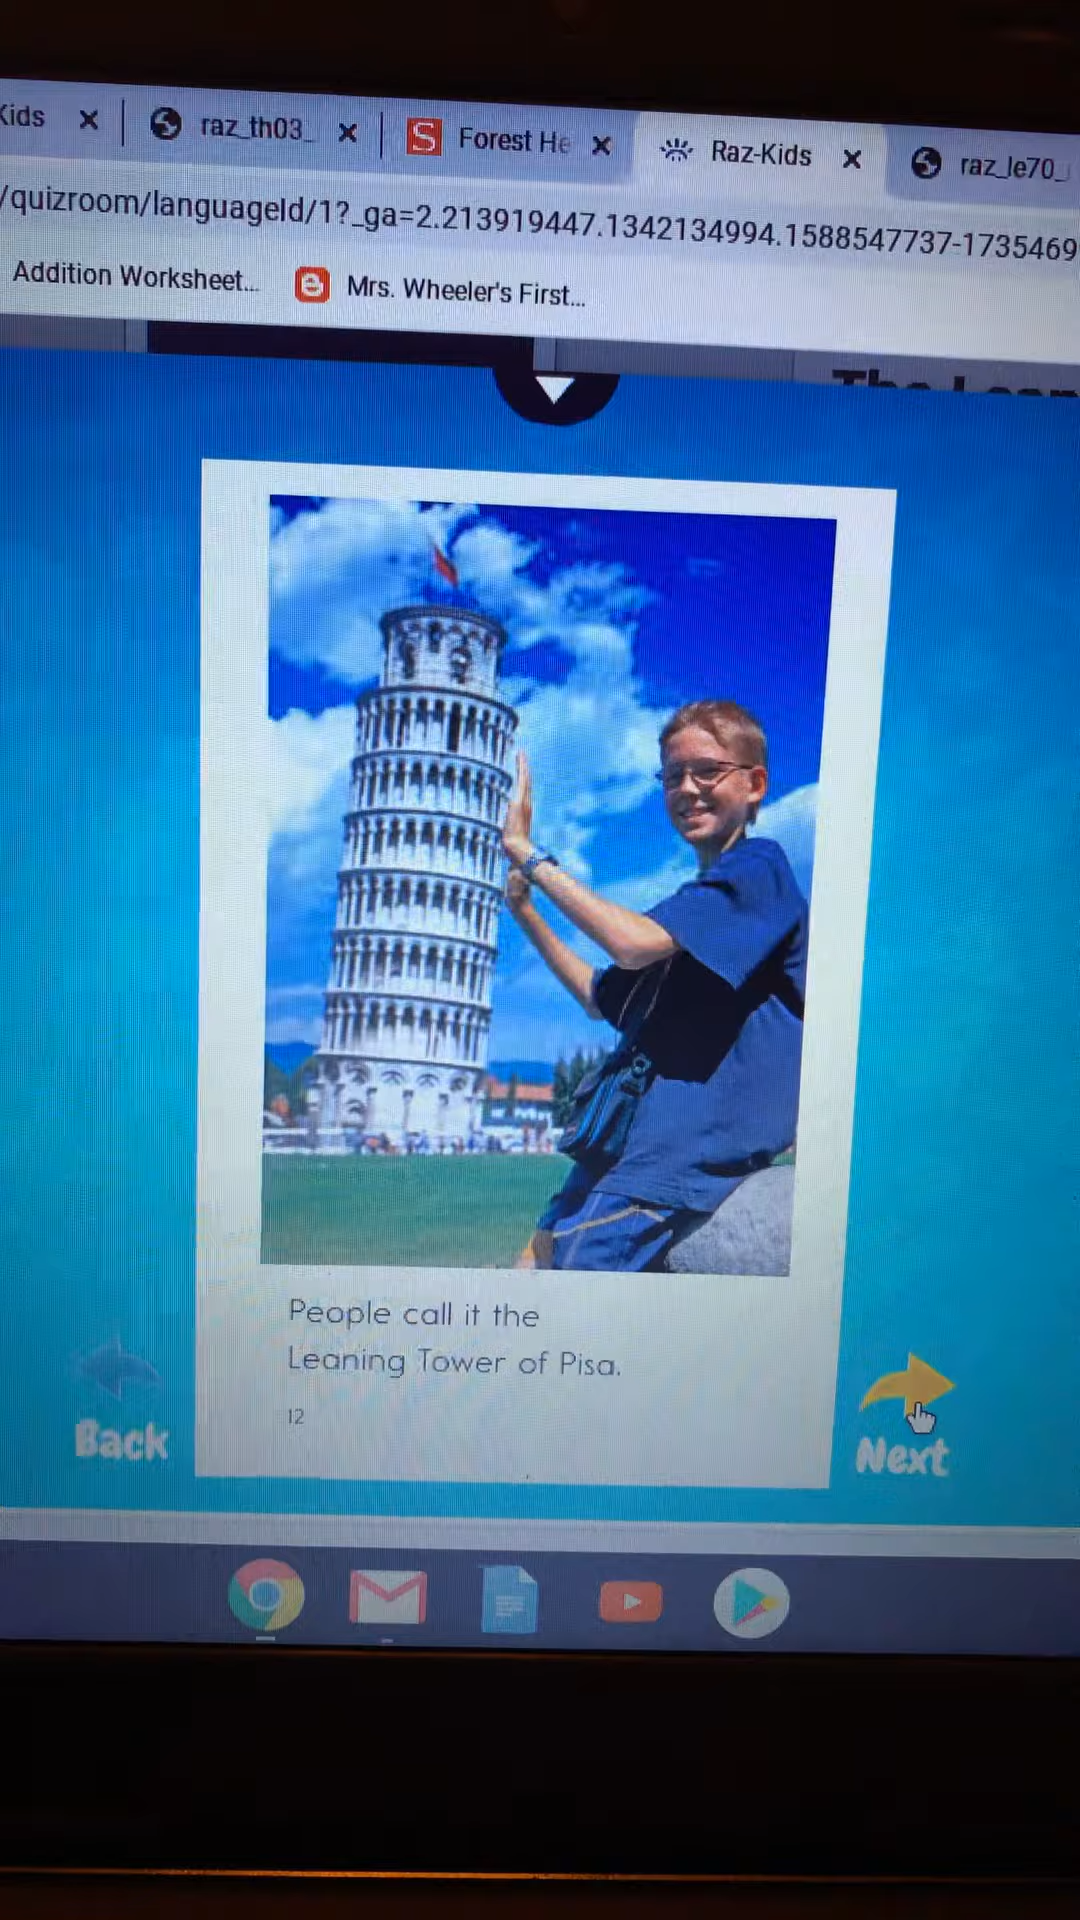 Kids
raz_th03_
Forest He
Raz-Kids
raz_le70_
/quizroom/languageId/1?_ga=2.213919447.1342134994.1588547737-1735469
Addition Worksheet...
Mrs. Wheeler's First...
People call it the
Leaning Tower of Pisa.
12
Back
Next